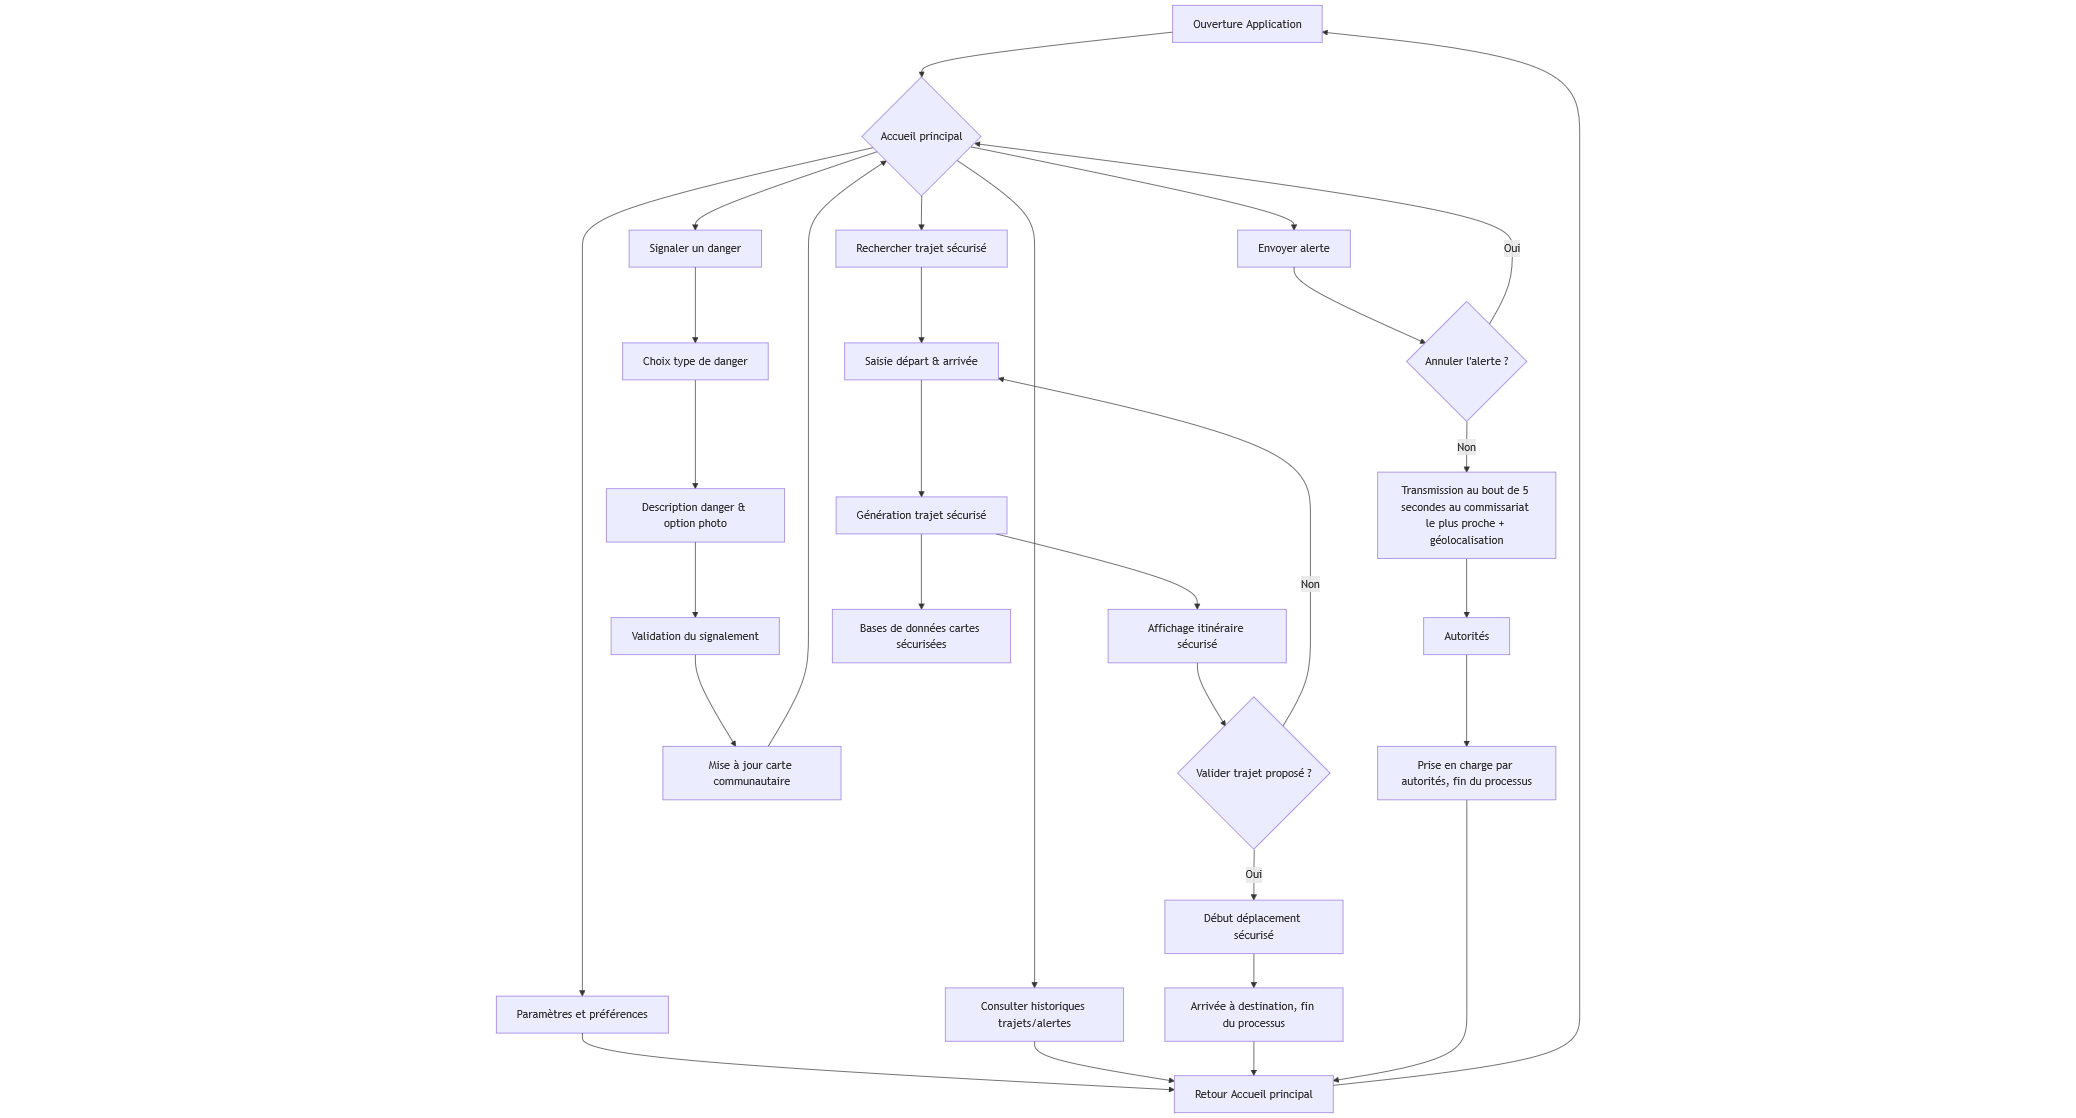 Ouverture Application
Accueil principal
Signaler un danger
Rechercher trajet sécurisé
Envoyer alerte
Oui
Choix type de danger
Saisie départ & arrivée
Annuler l'alerte ?
Non
Description danger &
option photo
Génération trajet sécurisé
Transmission au bout de 5
secondes au commissariat
le plus proche +
géolocalisation
Non
Validation du signalement
Bases de données cartes
sécurisées
Affichage itinéraire
sécurisé
Autorités
Mise à jour carte
communautaire
Valider trajet proposé ?
Prise en charge par
autorités, fin du processus
Oui
Début déplacement
sécurisé
Paramètres et préférences
Consulter historiques
trajets/alertes
Arrivée à destination, fin
du processus
Retour Accueil principal